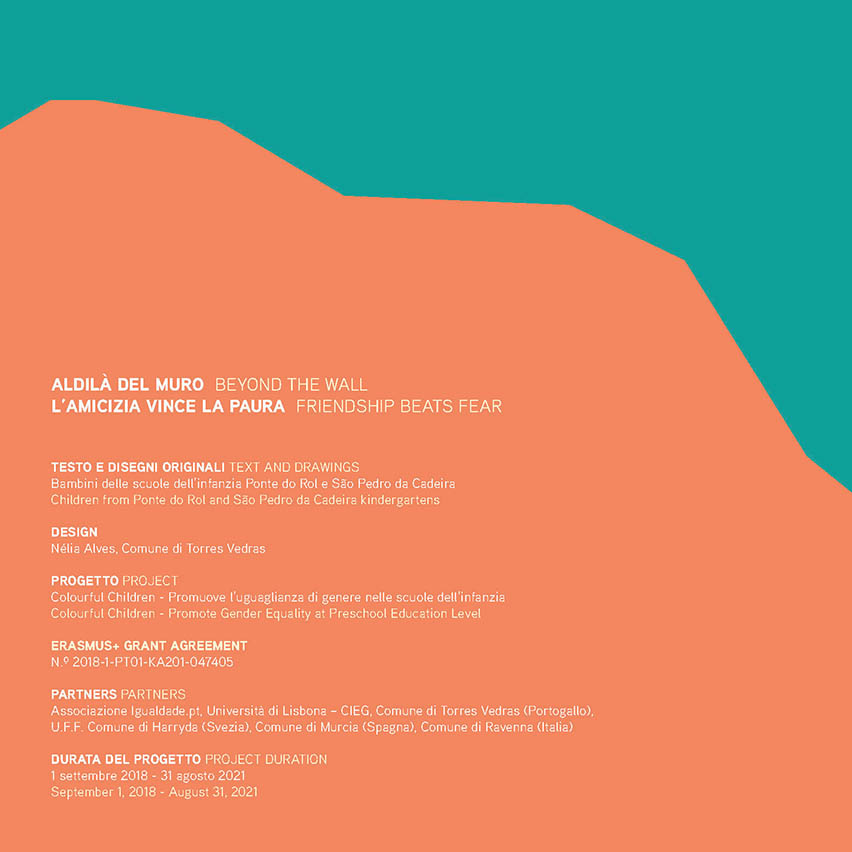 ALDILÀ DEL MURO BEYOND THE WALL
L'AMICIZIA VINCE LA PAURA FRIENDSHIP BEATS FEAR
TESTO E DISEGNI ORIGINALI TEXT AND DRAWINGS
Bambini delle scuole dell'infanzia Ponte do Rol e São Pedro da Cadeira
Children from Ponte do Rol and São Pedro da Cadeira kindergartens
DESIGN
Nélia Alves, Comune di Torres Vedras
PROGETTO PROJECT
Colourful Children - Promuove l'uguaglianza di genere nelle scuole dell'infanzia
Colourful Children - Promote Gender Equality at Preschool Education Level
ERASMUS+ GRANT AGREEMENT
N.º 2018-1-PT01-KA201-047405
PARTNERS PARTNERS
Associazione Igualdade.pt, Università di Lisbona – CIEG, Comune di Torres Vedras (Portogallo),
U.F.F. Comune di Harryda (Svezia), Comune di Murcia (Spagna), Comune di Ravenna (Italia)
DURATA DEL PROGETTO PROJECT DURATION
1 settembre 2018 - 31 agosto 2021
September 1, 2018 - August 31, 2021